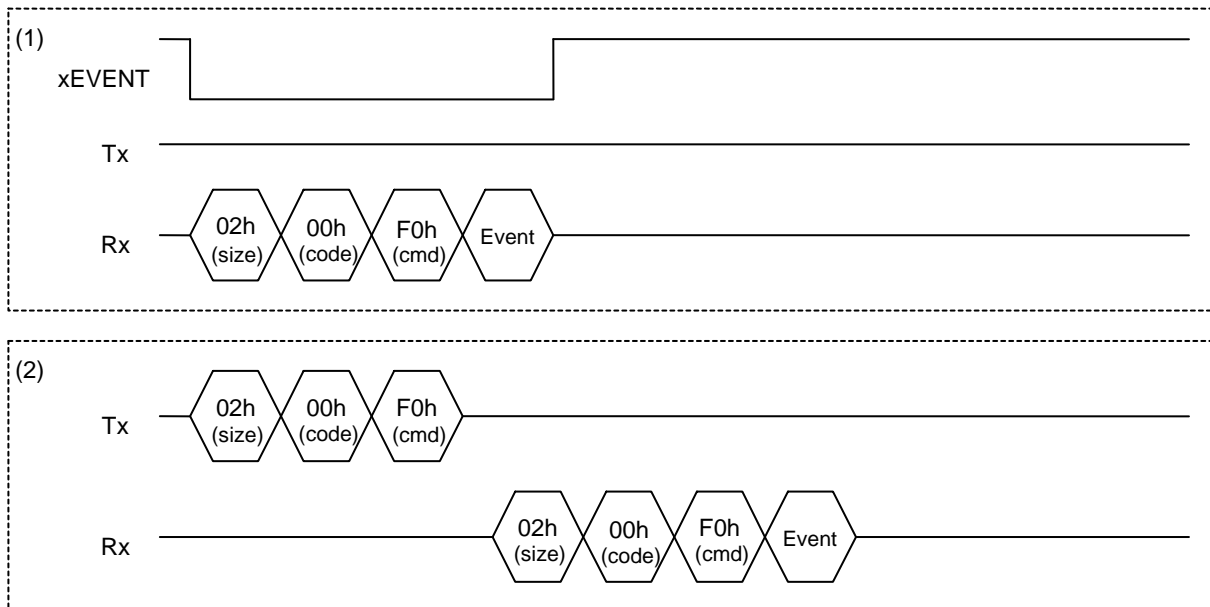 (1)
xEVENT
Tx
Rx
02h 00h F0h Event
(size) (code) (cmd)
(2)
Tx
02h 00h F0h
(size) (code) (cmd)
Rx
02h 00h F0h Event
(size) (code) (cmd)